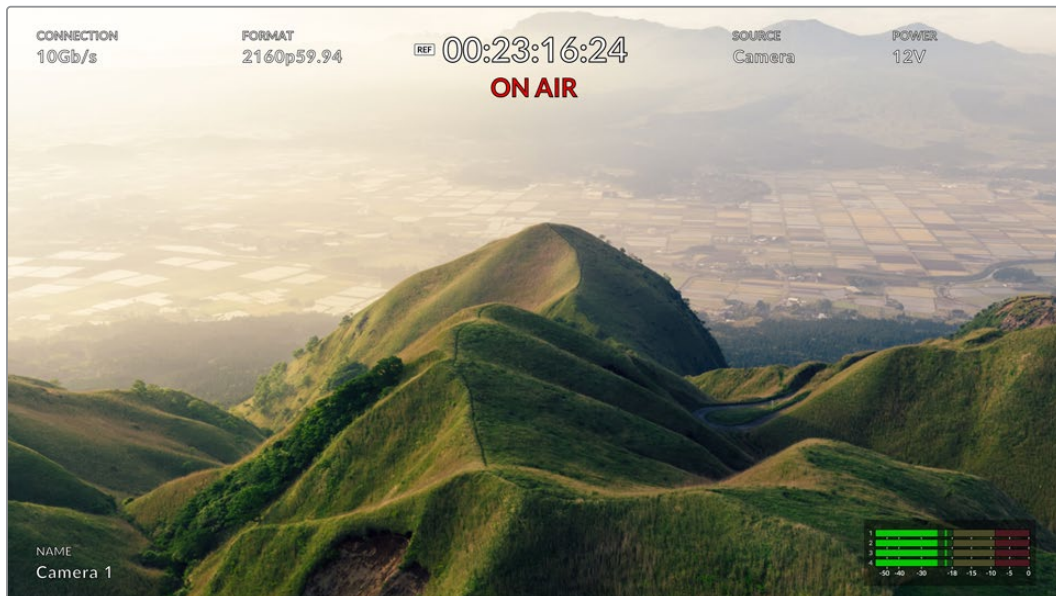 CONNECTION
10Gb/s
FORMAT
2160p59.94
REF 00:23:16:24
ON AIR
SOURCE
Camera
POWER
12V
NAME
Camera 1
1
2
3
4
-50 -40 -30 -18 -15 -10 -5 0